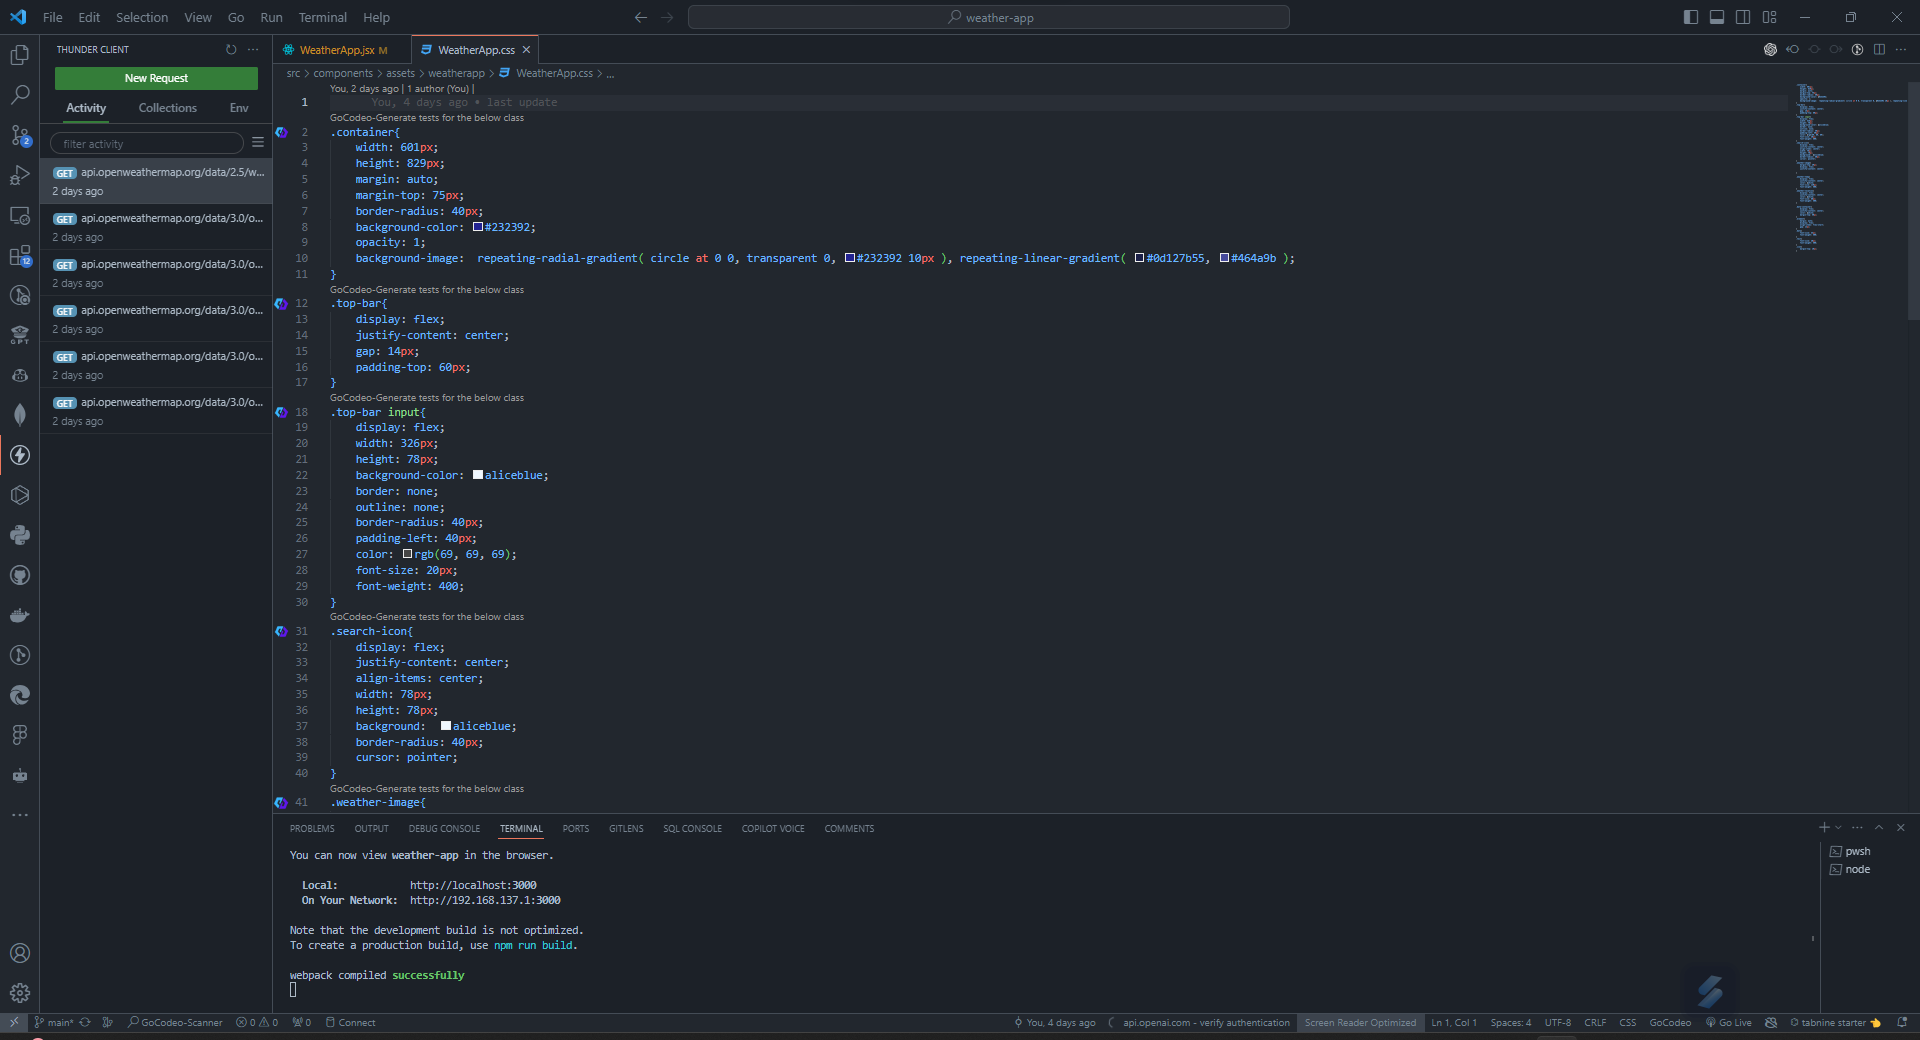 File Edit Selection View Go Run Terminal Help
weather-app
THUNDER CLIENT
New Request
Activity Collections Env
filter activity
GET api.openweathermap.org/data/2.5/w...
2 days ago
GET api.openweathermap.org/data/3.0/o...
2 days ago
GET api.openweathermap.org/data/3.0/o...
2 days ago
GET api.openweathermap.org/data/3.0/o...
2 days ago
GET api.openweathermap.org/data/3.0/o...
2 days ago
GET api.openweathermap.org/data/3.0/o...
2 days ago
2
12
WeatherApp.jsx M WeatherApp.css
src > components > assets > weatherapp > WeatherApp.css > ...
You, 2 days ago | 1 author (You) |
1 You, 4 days ago • last update
GoCodeo-Generate tests for the below class
2 .container{
3 width: 601px;
4 height: 829px;
5 margin: auto;
6 margin-top: 75px;
7 border-radius: 40px;
8 background-color: #232392;
9 opacity: 1;
10 background-image: repeating-radial-gradient( circle at 0 0, transparent 0, #232392 10px ), repeating-linear-gradient( #0d127b55, #464a9b );
11 }
GoCodeo-Generate tests for the below class
12 .top-bar{
13 display: flex;
14 justify-content: center;
15 gap: 14px;
16 padding-top: 60px;
17 }
GoCodeo-Generate tests for the below class
18 .top-bar input{
19 display: flex;
20 width: 326px;
21 height: 78px;
22 background-color: aliceblue;
23 border: none;
24 outline: none;
25 border-radius: 40px;
26 padding-left: 40px;
27 color: rgb(69, 69, 69);
28 font-size: 20px;
29 font-weight: 400;
30 }
GoCodeo-Generate tests for the below class
31 .search-icon{
32 display: flex;
33 justify-content: center;
34 align-items: center;
35 width: 78px;
36 height: 78px;
37 background: aliceblue;
38 border-radius: 40px;
39 cursor: pointer;
40 }
GoCodeo-Generate tests for the below class
41 .weather-image{
PROBLEMS OUTPUT DEBUG CONSOLE TERMINAL PORTS GITLENS SQL CONSOLE COPILOT VOICE COMMENTS
You can now view weather-app in the browser.
Local: http://localhost:3000
On Your Network: http://192.168.137.1:3000
Note that the development build is not optimized.
To create a production build, use npm run build.
webpack compiled successfully
pwsh
node
main* GoCodeo-Scanner 0 0 0 Connect You, 4 days ago api.openai.com - verify authentication Screen Reader Optimized Ln 1, Col 1 Spaces: 4 UTF-8 CRLF CSS GoCodeo Go Live tabnine starter